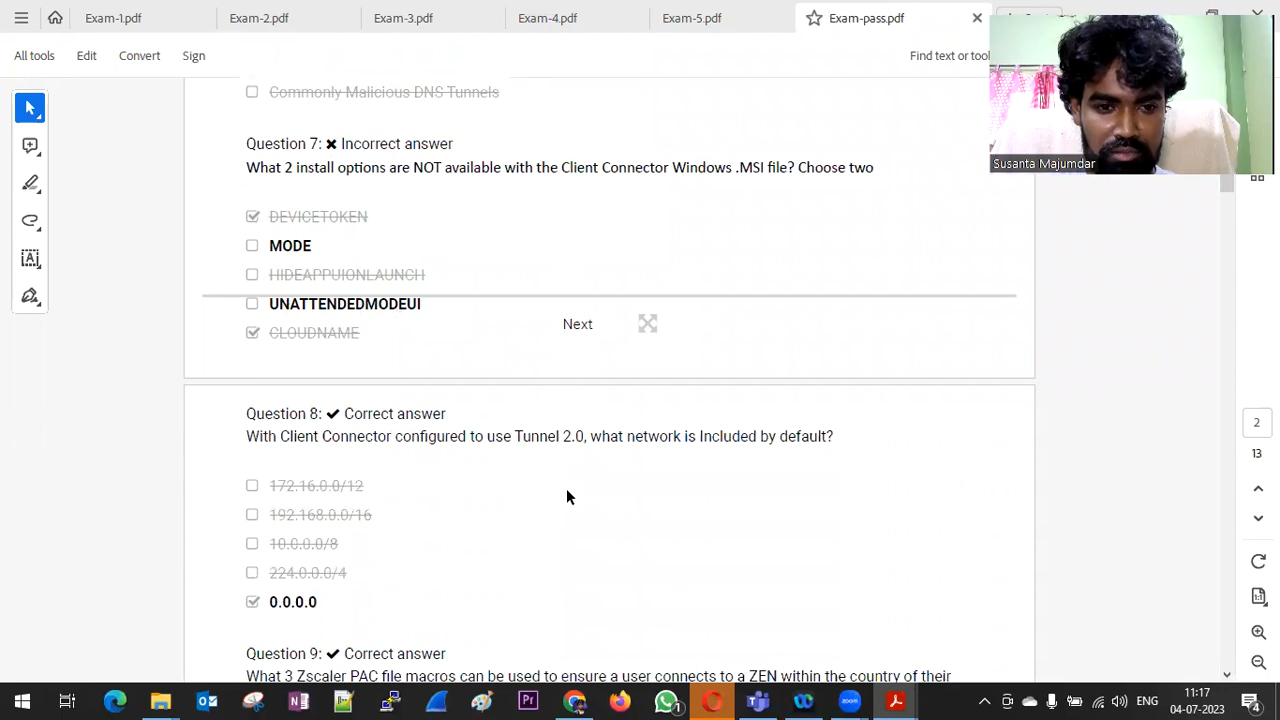 Exam-1.pdf
Exam-2.pdf
Exam-3.pdf
Exam-4.pdf
Exam-5.pdf
Exam-pass.pdf
All tools
Edit
Convert
Sign
Find text or tool
Susanta Majumdar
Commonly Malicious DNS Tunnels
Question 7: ✖ Incorrect answer
What 2 install options are NOT available with the Client Connector Windows .MSI file? Choose two
DEVICETOKEN
MODE
HIDEAPPUIONLAUNCH
UNATTENDEDMODEUI
CLOUDNAME
Next
Question 8: ✔ Correct answer
With Client Connector configured to use Tunnel 2.0, what network is Included by default?
172.16.0.0/12
192.168.0.0/16
10.0.0.0/8
224.0.0.0/4
0.0.0.0
Question 9: ✔ Correct answer
What 3 Zscaler PAC file macros can be used to ensure a user connects to a ZEN within the country of their
2
13
1:1
Pr
1
ENG
11:17
04-07-2023
4